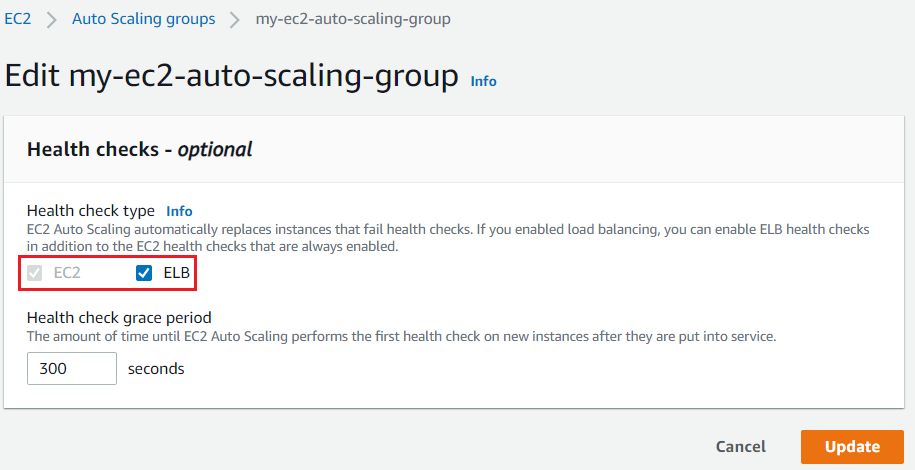 EC2 > Auto Scaling groups > my-ec2-auto-scaling-group
Edit my-ec2-auto-scaling-group Info
Health checks - optional
Health check type Info
EC2 Auto Scaling automatically replaces instances that fail health checks. If you enabled load balancing, you can enable ELB health checks
in addition to the EC2 health checks that are always enabled.
EC2 ELB
Health check grace period
The amount of time until EC2 Auto Scaling performs the first health check on new instances after they are put into service.
300 seconds
Cancel Update